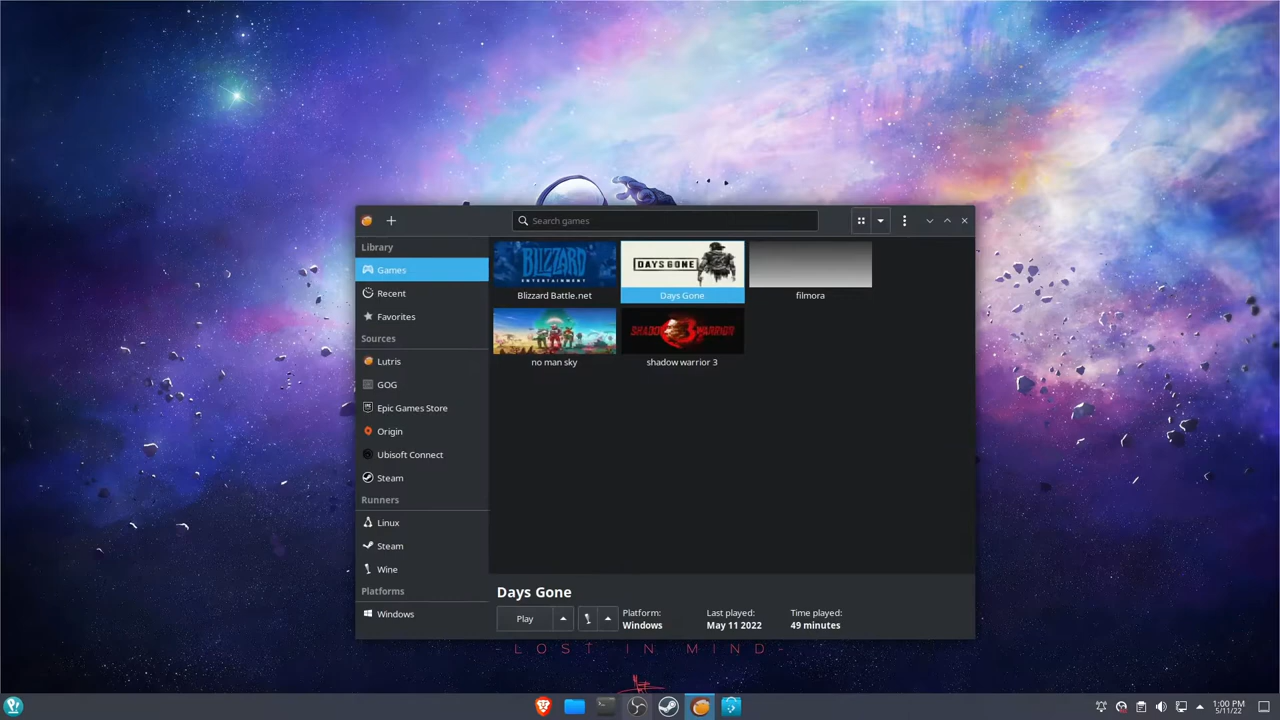 Search games
Library
Games
Recent
Favorites
Sources
Lutris
GOG
Epic Games Store
Origin
Ubisoft Connect
Steam
Runners
Linux
Steam
Wine
Platforms
Windows
BLIZZARD
ENTERTAINMENT
Blizzard Battle.net
DAYS GONE
Days Gone
filmora
no man sky
SHADOW WARRIOR
3
shadow warrior 3
Days Gone
Play
Platform:
Windows
Last played:
May 11 2022
Time played:
49 minutes
- LOST IN MIND -
1:00 PM
5/11/22